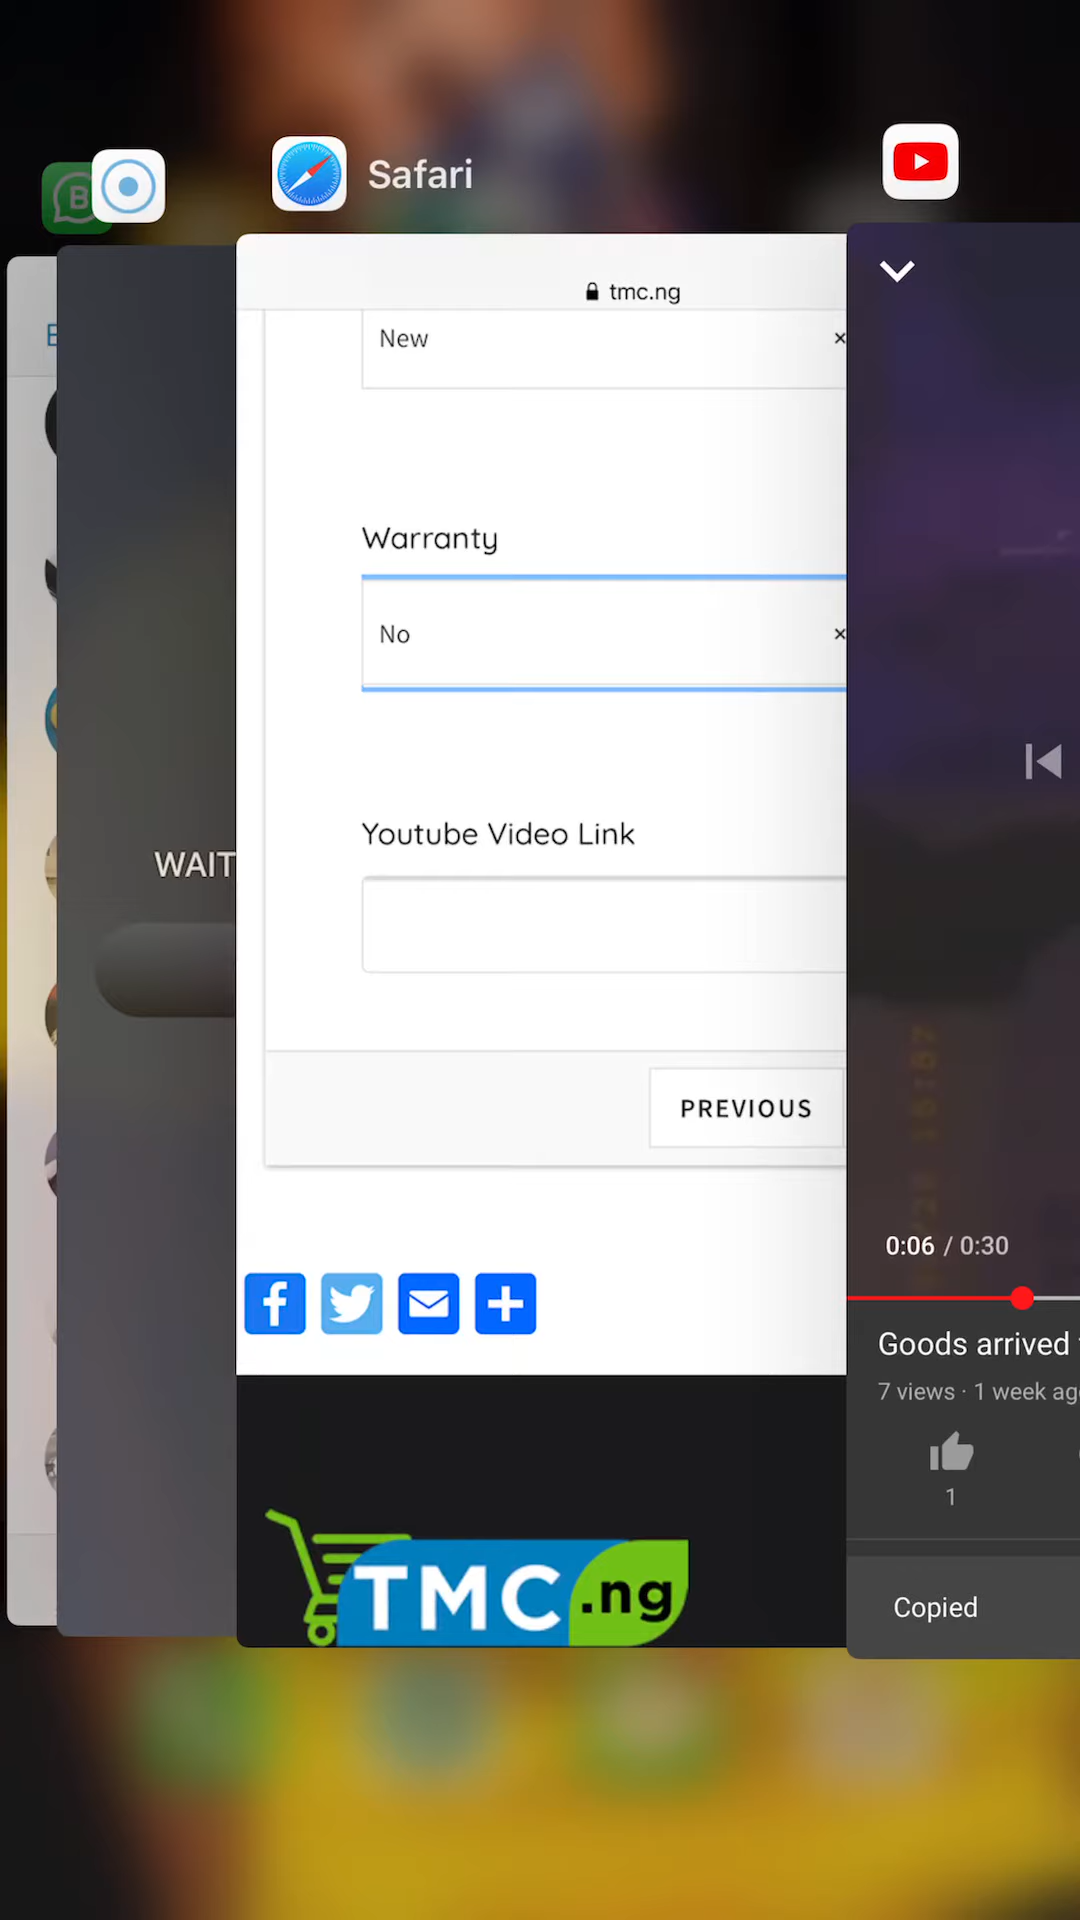 B
Safari
tmc.ng
New
Warranty
No
WAIT
Youtube Video Link
PREVIOUS
0:06 / 0:30
Goods arrived
7 views · 1 week ag
1
Copied
TMC.ng